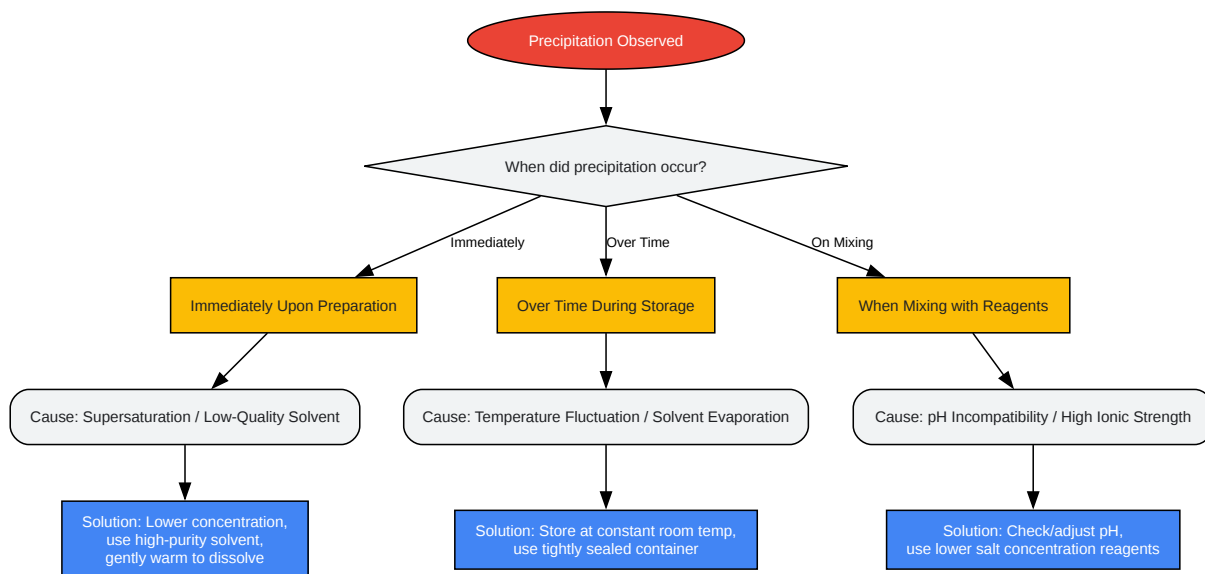 Precipitation Observed
When did precipitation occur?
Immediately
Over Time
On Mixing
Immediately Upon Preparation
Over Time During Storage
When Mixing with Reagents
Cause: Supersaturation / Low-Quality Solvent
Cause: Temperature Fluctuation / Solvent Evaporation
Cause: pH Incompatibility / High Ionic Strength
Solution: Lower concentration,
use high-purity solvent,
gently warm to dissolve
Solution: Store at constant room temp,
use tightly sealed container
Solution: Check/adjust pH,
use lower salt concentration reagents